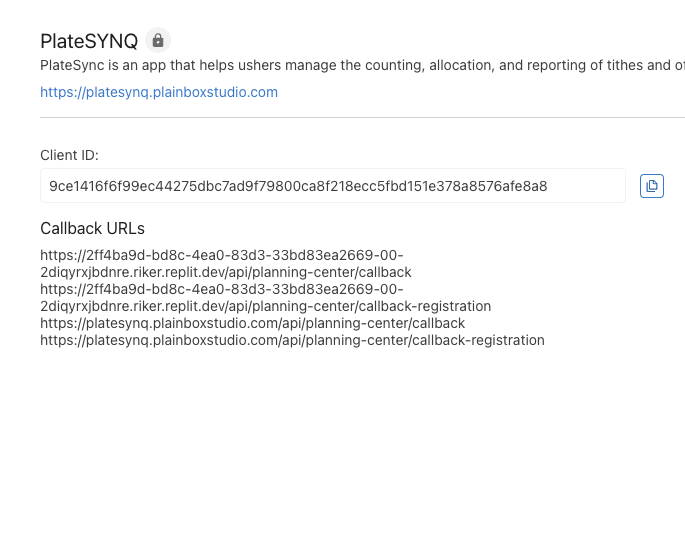 PlateSYNQ
PlateSync is an app that helps ushers manage the counting, allocation, and reporting of tithes and
https://platesynq.plainboxstudio.com
Client ID:
9ce1416f6f99ec44275dbc7ad9f79800ca8f218ecc5fbd151e378a8576afe8a8
Callback URLs
https://2ff4ba9d-bd8c-4ea0-83d3-33bd83ea2669-00-
2diqyrxjbdnre.riker.replit.dev/api/planning-center/callback
https://2ff4ba9d-bd8c-4ea0-83d3-33bd83ea2669-00-
2diqyrxjbdnre.riker.replit.dev/api/planning-center/callback-registration
https://platesynq.plainboxstudio.com/api/planning-center/callback
https://platesynq.plainboxstudio.com/api/planning-center/callback-registration